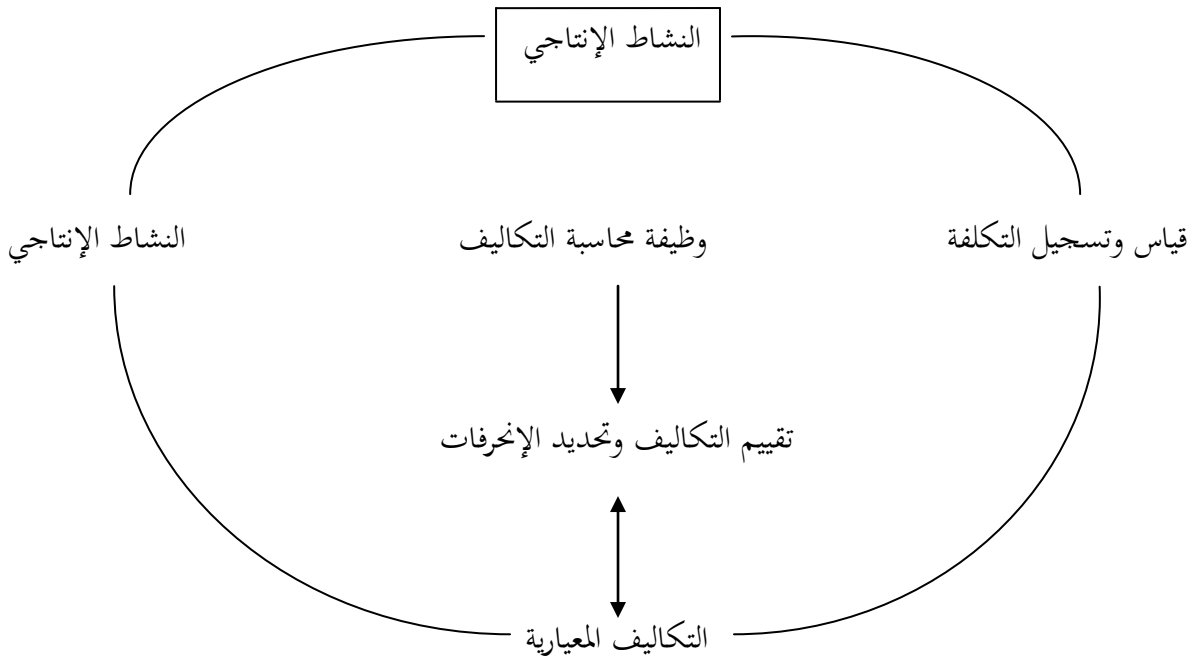 النشاط الإنتاجي
قياس وتسجيل التكلفة
وظيفة محاسبة التكاليف
النشاط الإنتاجي
تقييم التكاليف وتحديد الإنحرفات
التكاليف المعيارية